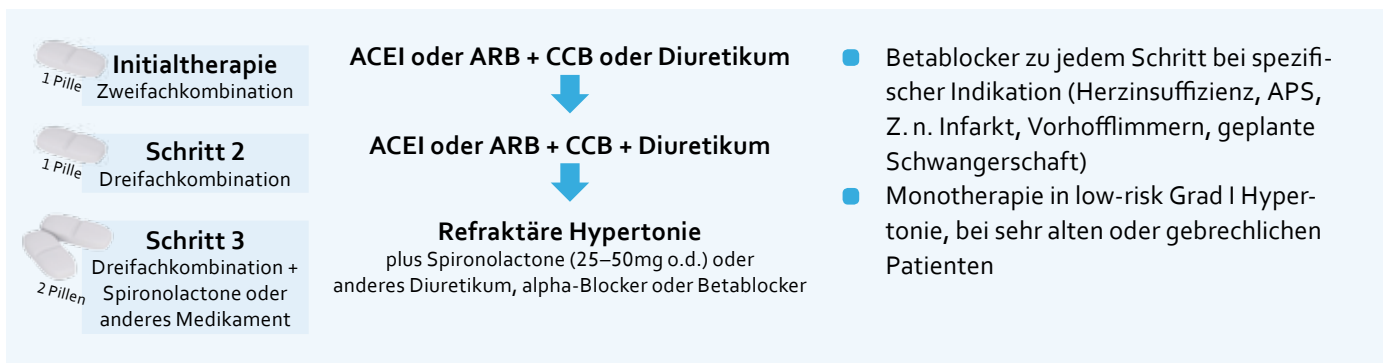 1 Pille
Initialtherapie
Zweifachkombination
ACEI oder ARB + CCB oder Diuretikum
1 Pille
Schritt 2
Dreifachkombination
ACEI oder ARB + CCB + Diuretikum
2 Pillen
Schritt 3
Dreifachkombination +
Spironolactone oder
anderes Medikament
Refraktäre Hypertonie
plus Spironolactone (25–50mg o.d.) oder
anderes Diuretikum, alpha-Blocker oder Betablocker
Betablocker zu jedem Schritt bei spezifi-
scher Indikation (Herzinsuffizienz, APS,
Z. n. Infarkt, Vorhofflimmern, geplante
Schwangerschaft)
Monotherapie in low-risk Grad I Hyper-
tonie, bei sehr alten oder gebrechlichen
Patienten